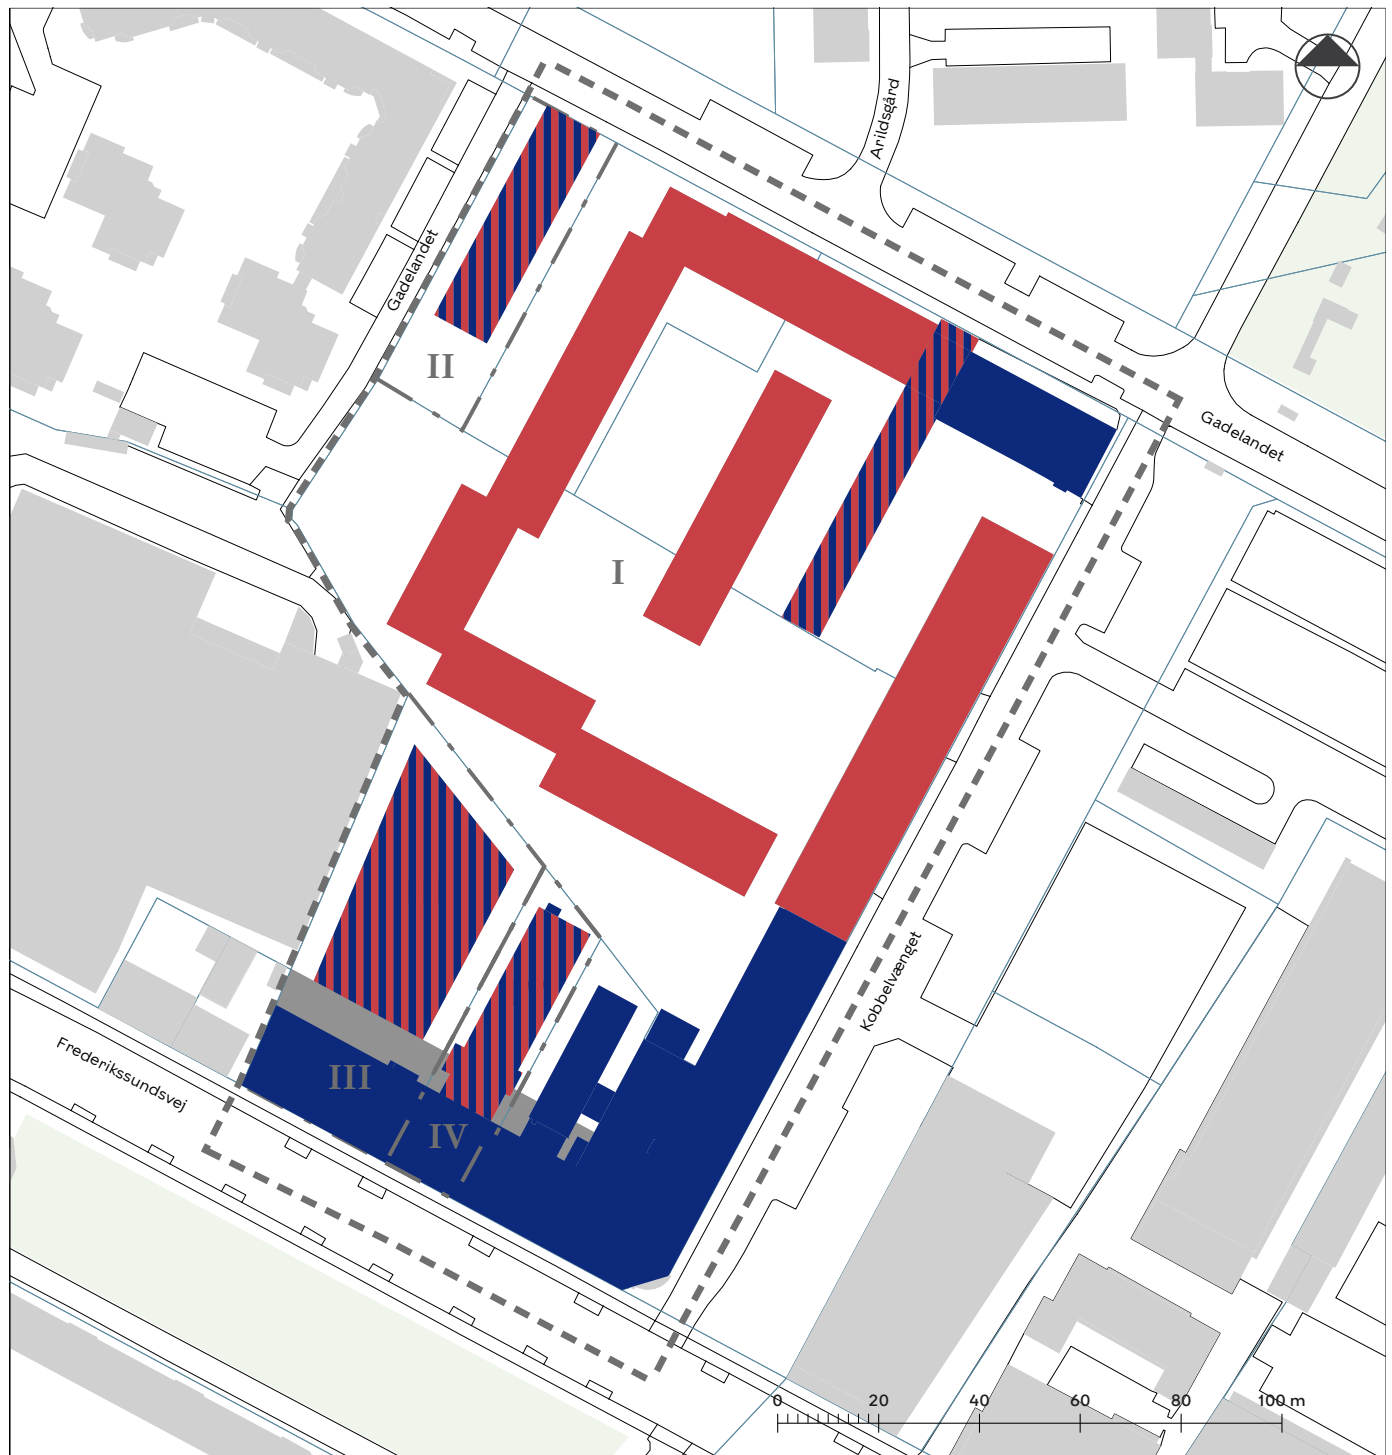 Arildsgård
Gadelandet
II
Gadelandet
I
Kobbelvænget
Frederikssundsvej
III
IV
0 20 40 60 80 100 m